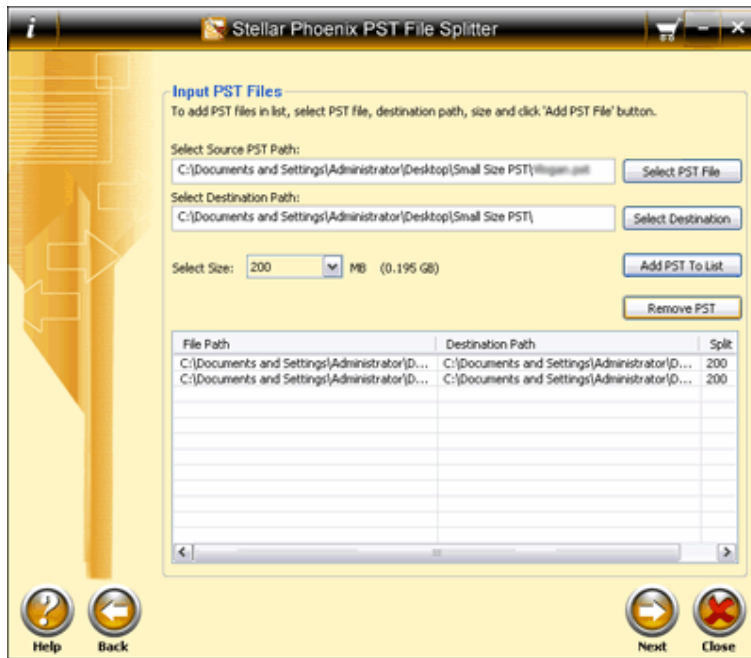 i
Stellar Phoenix PST File Splitter
Input PST Files
To add PST files in list, select PST file, destination path, size and click 'Add PST File' button.
Select Source PST Path:
C:\Documents and Settings\Administrator\Desktop\Small Size PST\
Select PST File
Select Destination Path:
C:\Documents and Settings\Administrator\Desktop\Small Size PST\
Select Destination
Select Size: 200 MB (0.195 GB)
Add PST To List
Remove PST
File Path Destination Path Split
C:\Documents and Settings\Administrator\D... C:\Documents and Settings\Administrator\D... 200
C:\Documents and Settings\Administrator\D... C:\Documents and Settings\Administrator\D... 200
Help Back Next Close